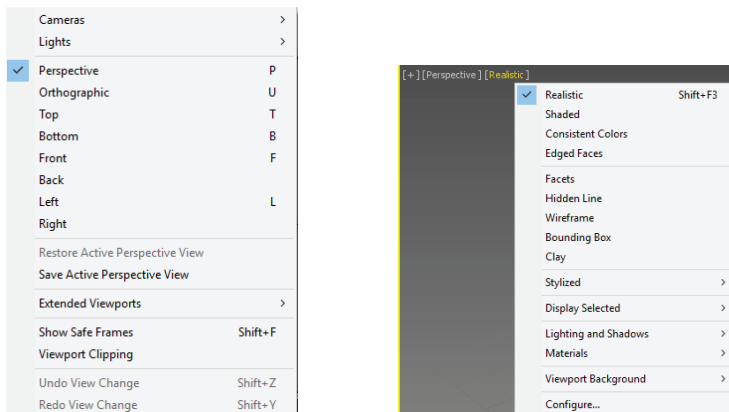 Cameras >
Lights >
Perspective P
Orthographic U
Top T
Bottom B
Front F
Back
Left L
Right
Restore Active Perspective View
Save Active Perspective View
Extended Viewports >
Show Safe Frames Shift+F
Viewport Clipping
Undo View Change Shift+Z
Redo View Change Shift+Y
[+] [Perspective ] [Realistic ]
Realistic Shift+F3
Shaded
Consistent Colors
Edged Faces
Facets
Hidden Line
Wireframe
Bounding Box
Clay
Stylized >
Display Selected >
Lighting and Shadows >
Materials >
Viewport Background >
Configure...